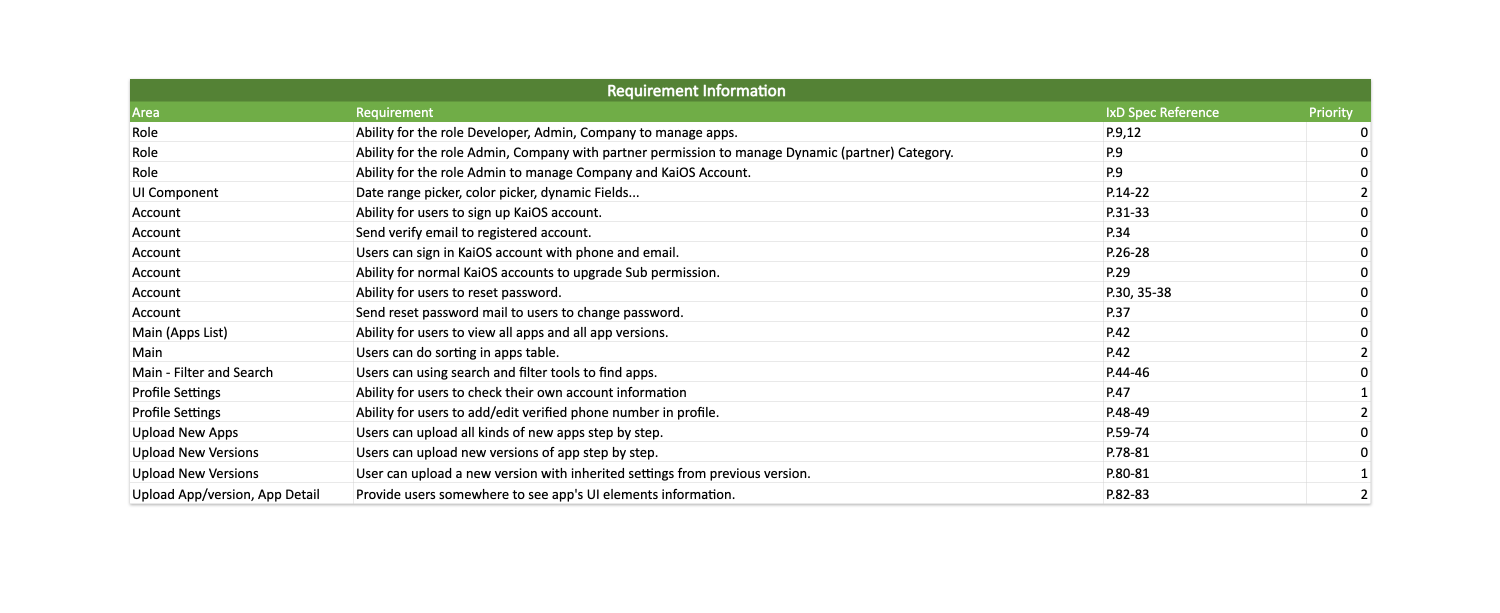 Requirement Information
Area Requirement IxD Spec Reference Priority
Role Ability for the role Developer, Admin, Company to manage apps. P.9,12 0
Role Ability for the role Admin, Company with partner permission to manage Dynamic (partner) Category. P.9 0
Role Ability for the role Admin to manage Company and KaiOS Account. P.9 0
UI Component Date range picker, color picker, dynamic Fields... P.14-22 2
Account Ability for users to sign up KaiOS account. P.31-33 0
Account Send verify email to registered account. P.34 0
Account Users can sign in KaiOS account with phone and email. P.26-28 0
Account Ability for normal KaiOS accounts to upgrade Sub permission. P.29 0
Account Ability for users to reset password. P.30, 35-38 0
Account Send reset password mail to users to change password. P.37 0
Main (Apps List) Ability for users to view all apps and all app versions. P.42 0
Main Users can do sorting in apps table. P.42 2
Main - Filter and Search Users can using search and filter tools to find apps. P.44-46 0
Profile Settings Ability for users to check their own account information P.47 1
Profile Settings Ability for users to add/edit verified phone number in profile. P.48-49 2
Upload New Apps Users can upload all kinds of new apps step by step. P.59-74 0
Upload New Versions Users can upload new versions of app step by step. P.78-81 0
Upload New Versions User can upload a new version with inherited settings from previous version. P.80-81 1
Upload App/version, App Detail Provide users somewhere to see app's UI elements information. P.82-83 2